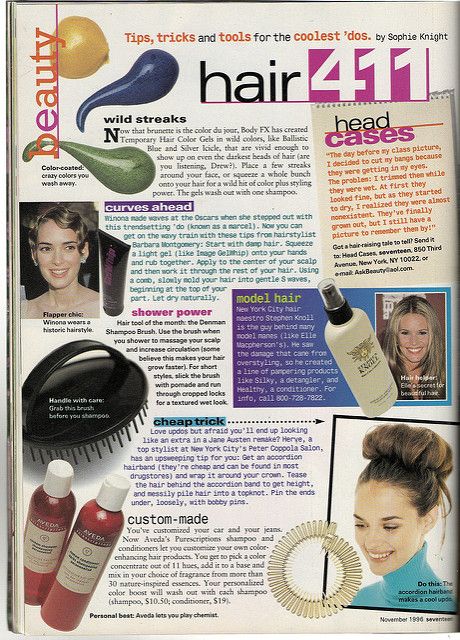 beauty
Tips, tricks and tools for the coolest 'dos. by Sophie Knight
hair 411
wild streaks
Now that brunette is the color du jour, Body FX has created
Temporary Hair Color Gels in wild colors, like Ballistic
Blue and Silver Icicle, that are vivid enough to
show up on even the darkest heads of hair (are
you listening, Drew?). Place a few streaks
around your face, or squeeze a whole bunch
onto your hair for a wild hit of color plus styling
power. The gels wash out with one shampoo.
Color-coated:
crazy colors you
wash away.
head
cases
"The day before my class picture,
I decided to cut my bangs because
they were getting in my eyes.
The problem: I trimmed them while
they were wet. At first they
looked fine, but as they started
to dry, I realized they were almost
nonexistent. They've finally
grown out, but I still have a
picture to remember them by!"
Got a hair-raising tale to tell? Send it
to: Head Cases, seventeen, 850 Third
Avenue, New York, NY 10022, or
e-mail: AskBeauty@aol.com.
curves ahead
Winona made waves at the Oscars when she stepped out with
this trendsetting 'do (known as a marcel). Now you can
get on the wavy train with these tips from hairstylist
Barbara Montgomery: Start with damp hair. Squeeze
a light gel (like Image GelWhip) onto your hands
and rub together. Apply to the center of your scalp
and then work it through the rest of your hair. Using
a comb, slowly mold your hair into gentle S waves,
beginning at the top of your
part. Let dry naturally.
Flapper chic:
Winona wears a
historic hairstyle.
shower power
Hair tool of the month: the Denman
Shampoo Brush. Use the brush when
you shower to massage your scalp
and increase circulation (some
believe this makes your hair
grow faster). For short
styles, slick the brush
with pomade and run
through cropped locks
for a textured wet look.
Handle with care:
Grab this brush
before you shampoo.
model hair
New York City hair
maestro Stephen Knoll
is the guy behind many
model manes (like Elle
Macpherson's). He saw
the damage that came from
overstyling, so he created
a line of pampering products
like Silky, a detangler, and
Healthy, a conditioner. For
info, call 800-728-7822.
KNOLL
Hair helper:
Elle's secret for
beautiful hair.
cheap trick
Love updos but afraid you'll end up looking
like an extra in a Jane Austen remake? Herve, a
top stylist at New York City's Peter Coppola Salon,
has an upsweeping tip for you: Get an accordion
hairband (they're cheap and can be found in most
drugstores) and wrap it around your crown. Tease
the hair behind the accordion band to get height,
and messily pile hair into a topknot. Pin the ends
under, loosely, with bobby pins.
custom-made
You've customized your car and your jeans.
Now Aveda's Purescriptions shampoo and
conditioners let you customize your own color-
enhancing hair products. You get to pick a color
concentrate out of 11 hues, add it to a base and
mix in your choice of fragrance from more than
30 nature-inspired essences. Your personalized
color boost will wash out with each shampoo
(shampoo, $10.50; conditioner, $19).
AVEDA
AVEDA
Personal best: Aveda lets you play chemist.
Do this: The
accordion hairband
makes a cool updo.
November 1996 seventeen